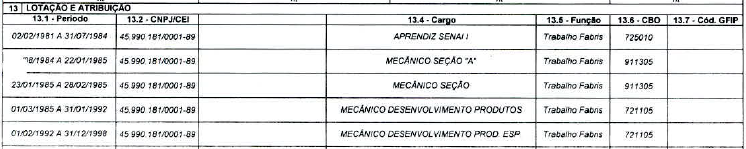 13 LOTAÇÃO E ATRIBUIÇÃO
13.1 - Período 13.2 - CNPJ/CEI 13.4 - Cargo 13.5 - Função 13.6 - CBO 13.7 - Cód. GFIP
02/02/1981 A 31/07/1984 45.990.181/0001-89 APRENDIZ SENAI I Trabalho Fabris 725010
/08/1984 A 22/01/1985 45.990.181/0001-89 MECÂNICO SEÇÃO "A" Trabalho Fabris 911305
23/01/1985 A 28/02/1985 45.990.181/0001-89 MECÂNICO SEÇÃO Trabalho Fabris 911305
01/03/1985 A 31/01/1992 45.990.181/0001-89 MECÂNICO DESENVOLVIMENTO PRODUTOS Trabalho Fabris 721105
01/02/1992 A 31/12/1998 45.990.181/0001-89 MECÂNICO DESENVOLVIMENTO PROD. ESP Trabalho Fabris 721105